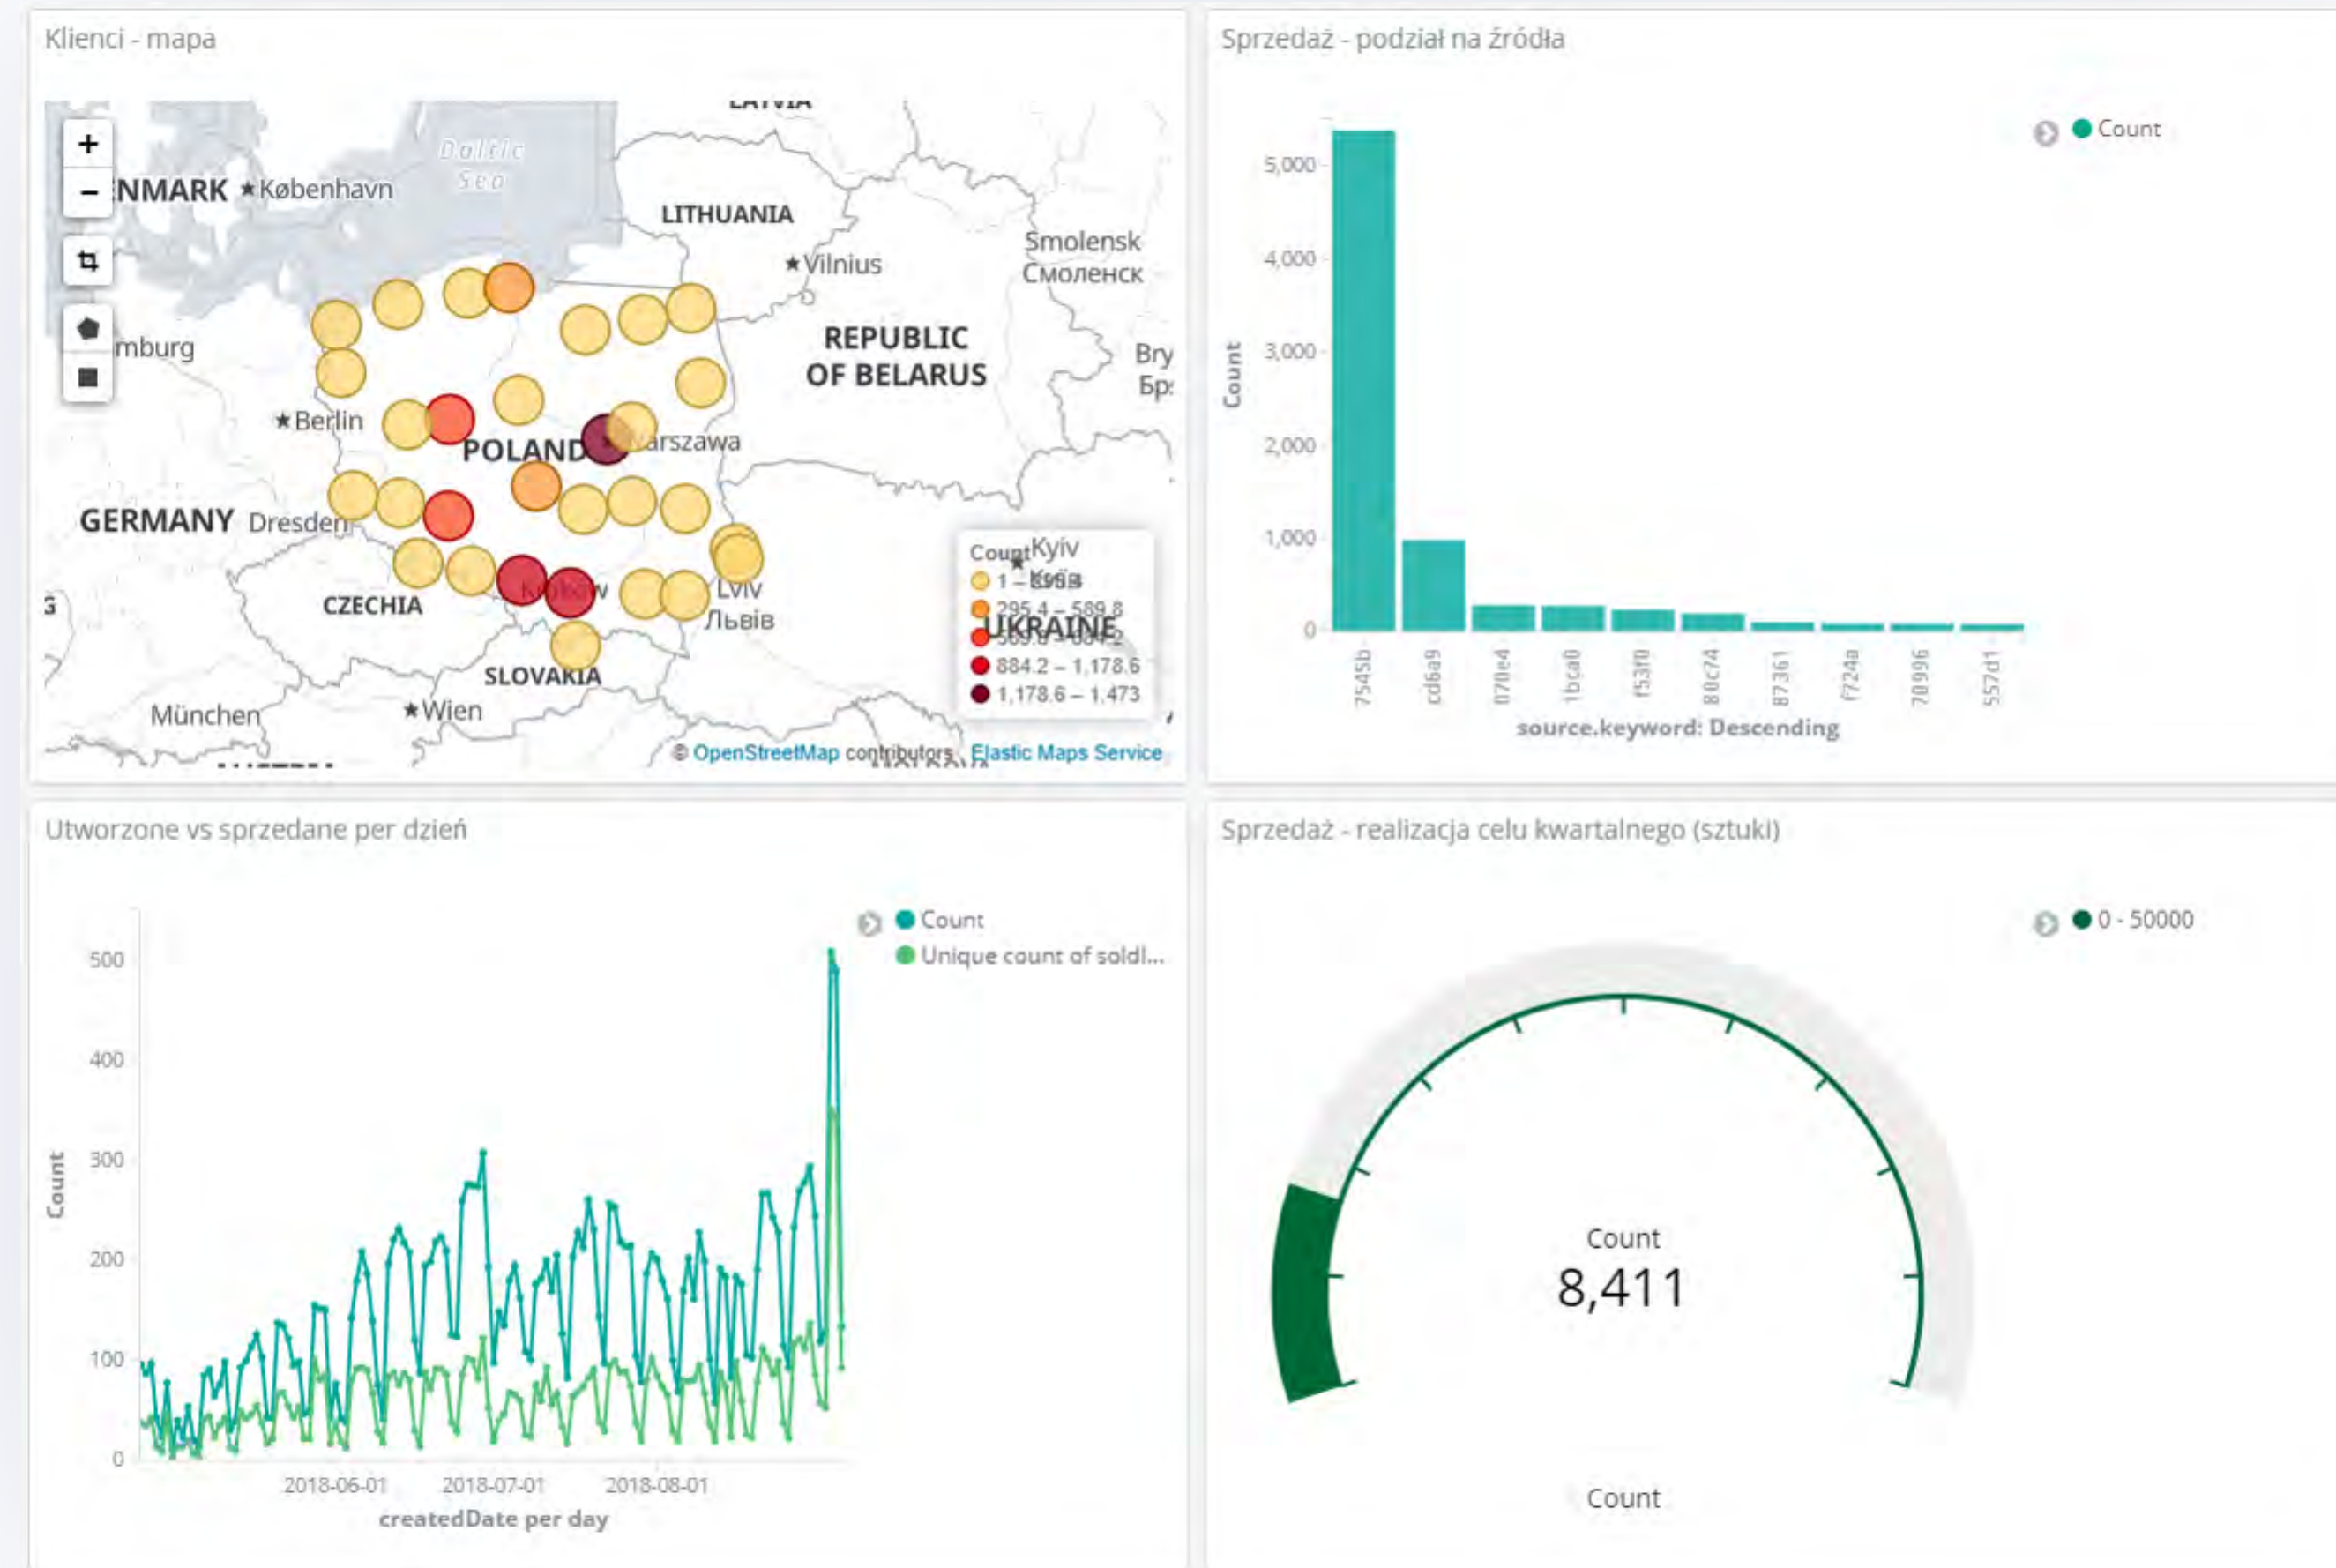 Klienci - mapa
+
−
NMARK
København
Baltic
Sea
LITHUANIA
Vilnius
Smolensk
Смоленск
REPUBLIC
OF BELARUS
mburg
Bry
Berlin
POLAND
arszawa
GERMANY
Dresden
CZECHIA
Lviv
Львів
SLOVAKIA
München
Wien
Kyiv
UKRAINE
Count
295.4 – 589.8
884.2 – 1,178.6
1,178.6 – 1,473
© OpenStreetMap contributors , Elastic Maps Service
Sprzedaż - podział na źródła
Count
5,000
4,000
3,000
2,000
1,000
0
Count
7545b
cd6a9
070e4
1bca0
f53f0
80c74
87361
f724a
70996
557d1
source.keyword: Descending
Utworzone vs sprzedane per dzień
Count
Unique count of soldI...
500
400
300
200
100
0
Count
2018-06-01
2018-07-01
2018-08-01
createdDate per day
Sprzedaż - realizacja celu kwartalnego (sztuki)
0 - 50000
Count
8,411
Count